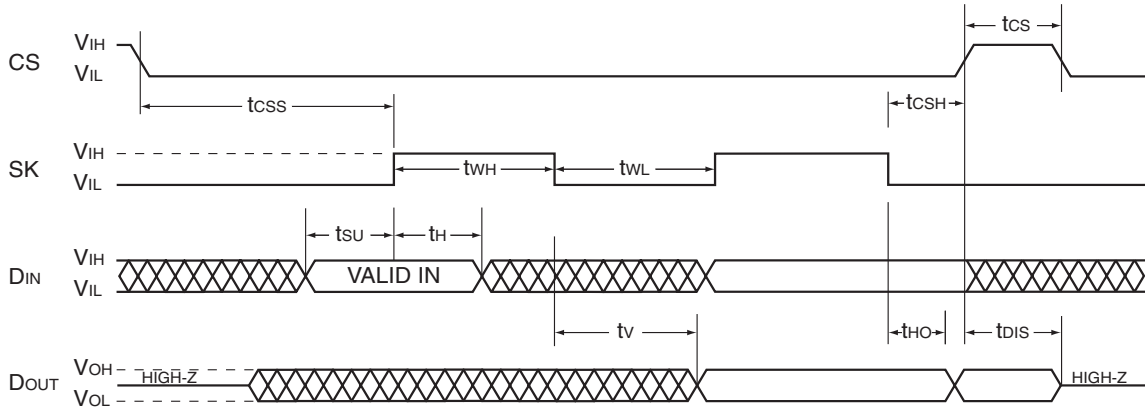 VIH
tCS
CS
VIL
tCSS
tCSH
VIH
SK
tWH
tWL
VIL
tSU
tH
VIH
DIN
VALID IN
VIL
tV
tHO
tDIS
VOH
DOUT
HIGH-Z
HIGH-Z
VOL